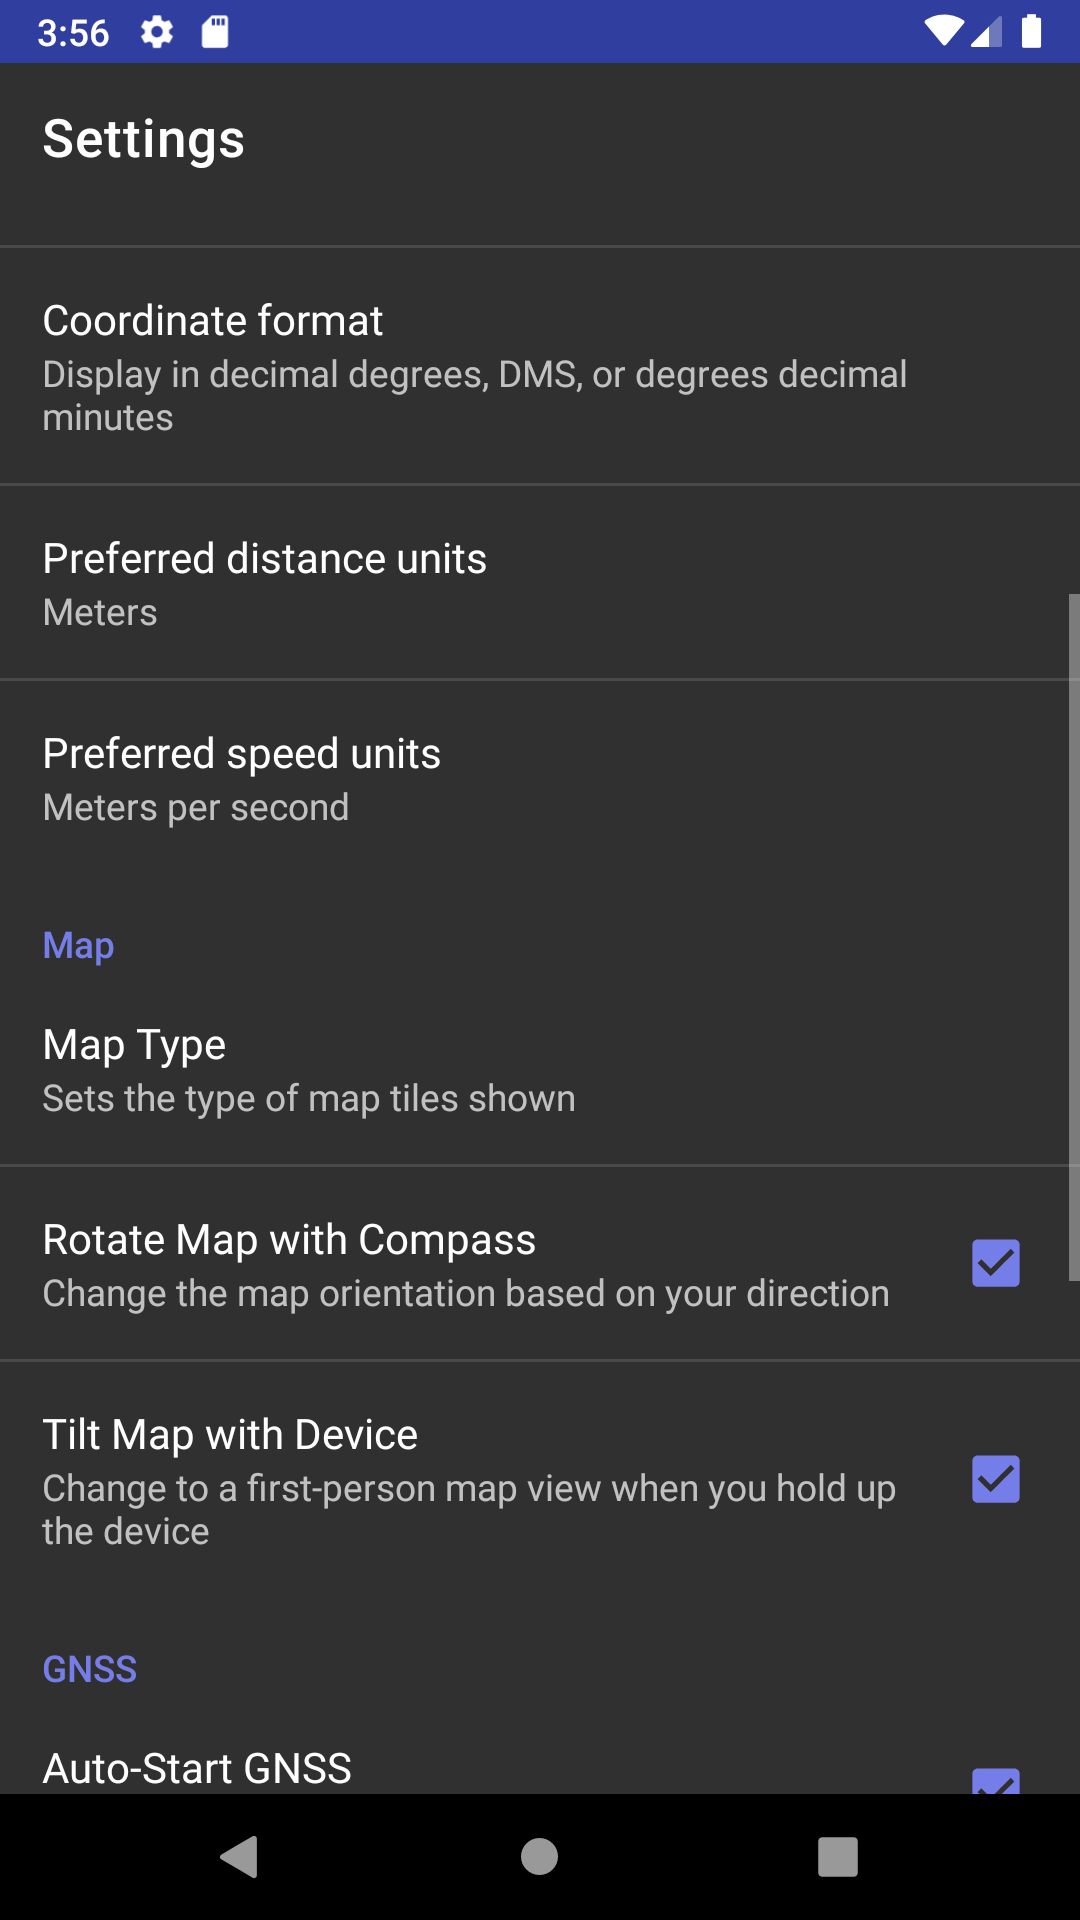 3:56
Settings
Coordinate format
Display in decimal degrees, DMS, or degrees decimal
minutes
Preferred distance units
Meters
Preferred speed units
Meters per second
Map
Map Type
Sets the type of map tiles shown
Rotate Map with Compass
Change the map orientation based on your direction
Tilt Map with Device
Change to a first-person map view when you hold up
the device
GNSS
Auto-Start GNSS